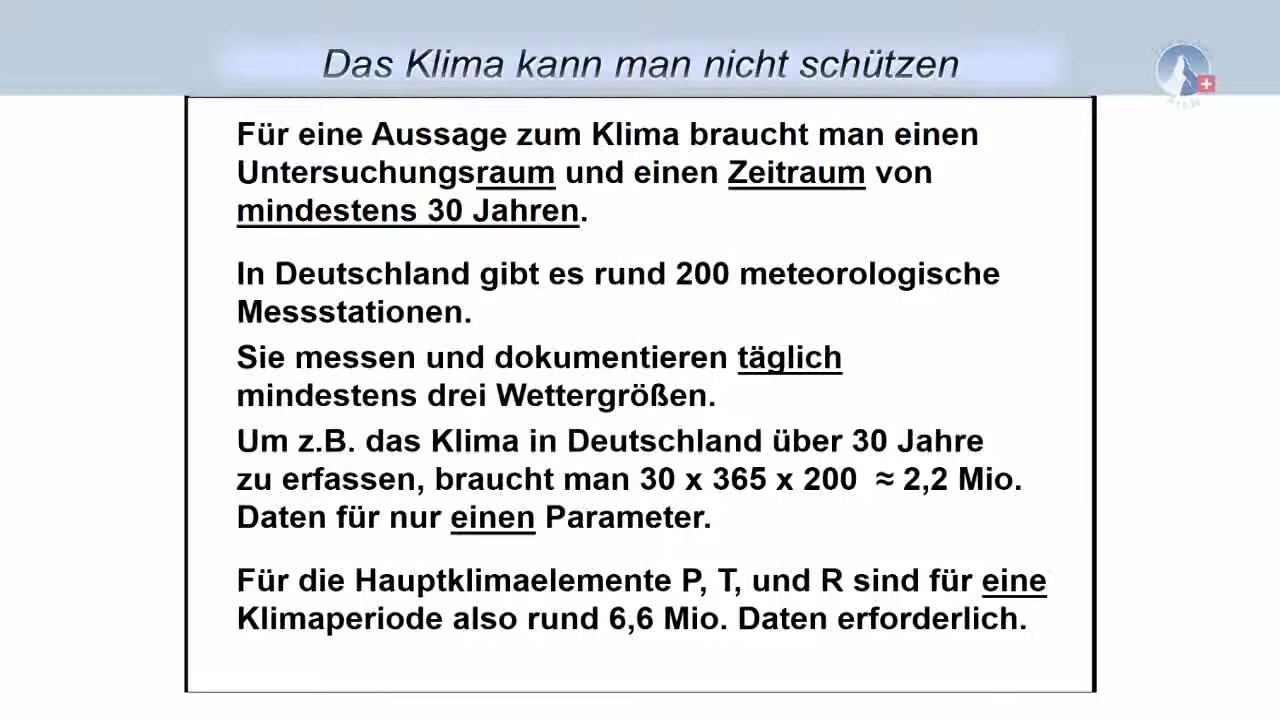 Das Klima kann man nicht schützen
Für eine Aussage zum Klima braucht man einen
Untersuchungsraum und einen Zeitraum von
mindestens 30 Jahren.
In Deutschland gibt es rund 200 meteorologische
Messstationen.
Sie messen und dokumentieren täglich
mindestens drei Wettergrößen.
Um z.B. das Klima in Deutschland über 30 Jahre
zu erfassen, braucht man 30 x 365 x 200 ≈ 2,2 Mio.
Daten für nur einen Parameter.
Für die Hauptklimaelemente P, T, und R sind für eine
Klimaperiode also rund 6,6 Mio. Daten erforderlich.